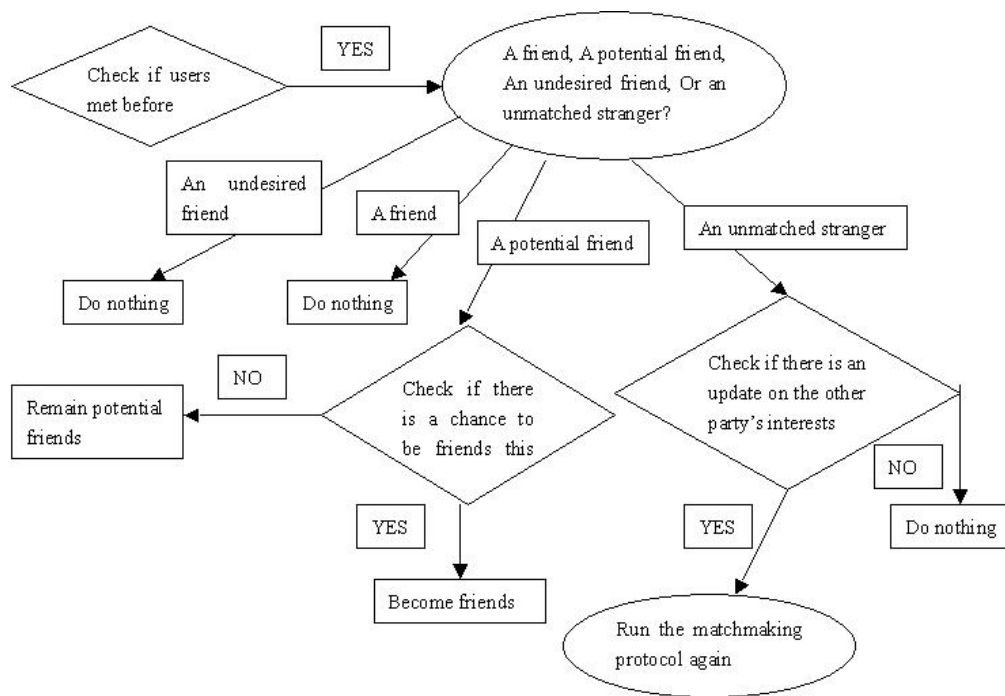 YES
Check if users
met before
A friend, A potential friend,
An undesired friend, Or an
unmatched stranger?
An undesired
friend
A friend
A potential friend
An unmatched stranger
Do nothing
Do nothing
NO
Check if there
is a chance to
be friends this
Remain potential
friends
Check if there is an
update on the other
party's interests
NO
YES
YES
Do nothing
Become friends
Run the matchmaking
protocol again